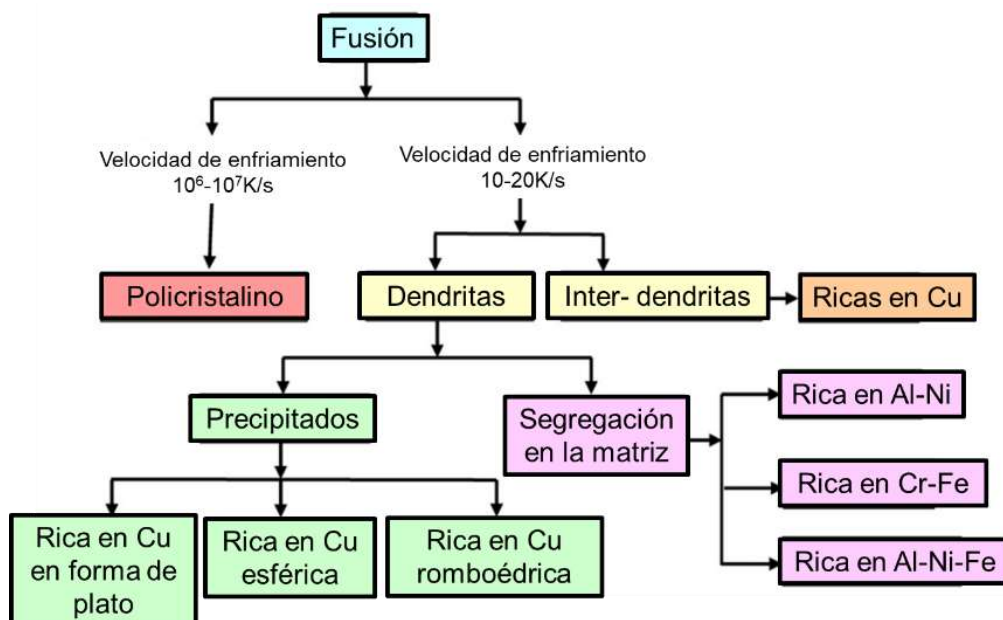 Fusión
Velocidad de enfriamiento
10⁶-10⁷K/s
Velocidad de enfriamiento
10-20K/s
Policristalino
Dendritas
Inter- dendritas
Ricas en Cu
Precipitados
Segregación
en la matriz
Rica en Al-Ni
Rica en Cr-Fe
Rica en Al-Ni-Fe
Rica en Cu
en forma de
plato
Rica en Cu
esférica
Rica en Cu
romboédrica